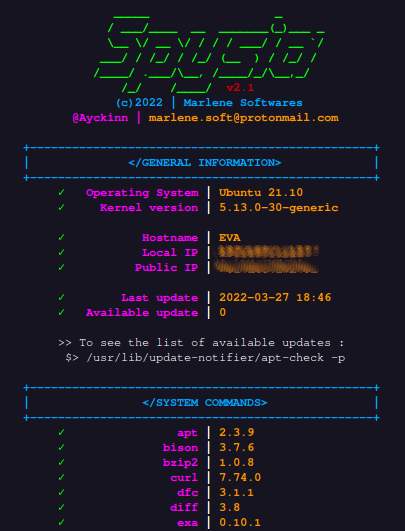 Spysia
v2.1
(c)2022 | Marlene Softwares
@Ayckinn | marlene.soft@protonmail.com
</GENERAL INFORMATION>
✓ Operating System | Ubuntu 21.10
✓ Kernel version | 5.13.0-30-generic
✓ Hostname | EVA
✓ Local IP |
✓ Public IP |
✓ Last update | 2022-03-27 18:46
✓ Available update | 0
>> To see the list of available updates :
$> /usr/lib/update-notifier/apt-check -p
</SYSTEM COMMANDS>
✓ apt | 2.3.9
✓ bison | 3.7.6
✓ bzip2 | 1.0.8
✓ curl | 7.74.0
✓ dfc | 3.1.1
✓ diff | 3.8
✓ exa | 0.10.1